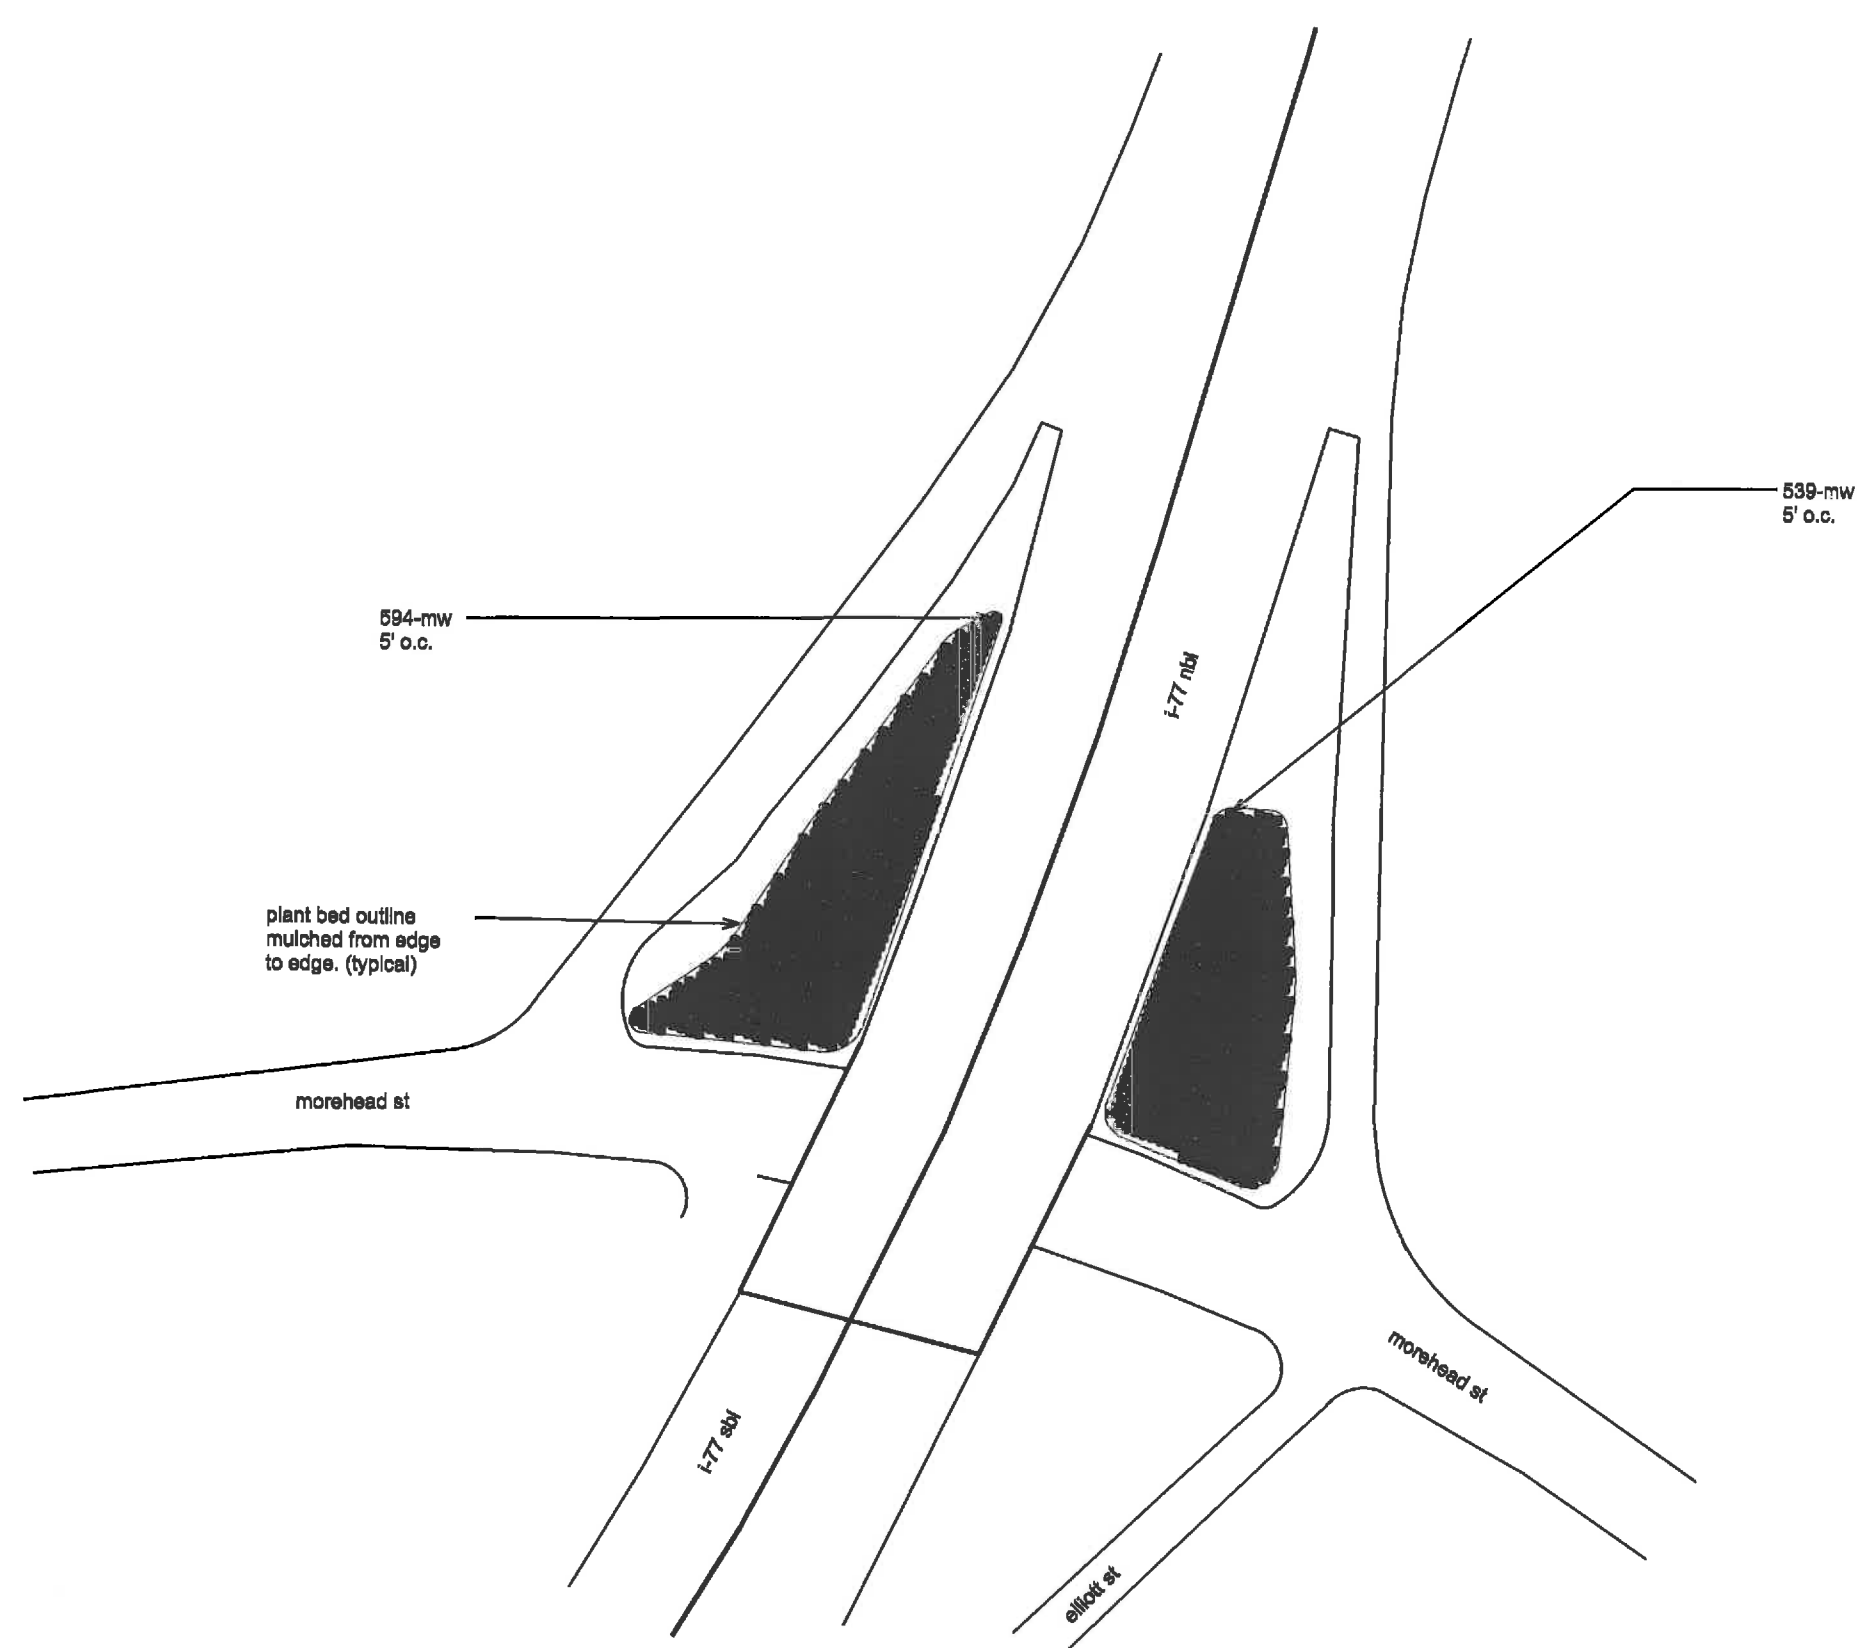 539-mw
5' o.c.
594-mw
5' o.c.
i-77 nbl
plant bed outline
mulched from edge
to edge. (typical)
morehead st
morehead st
i-77 sbl
elliott st